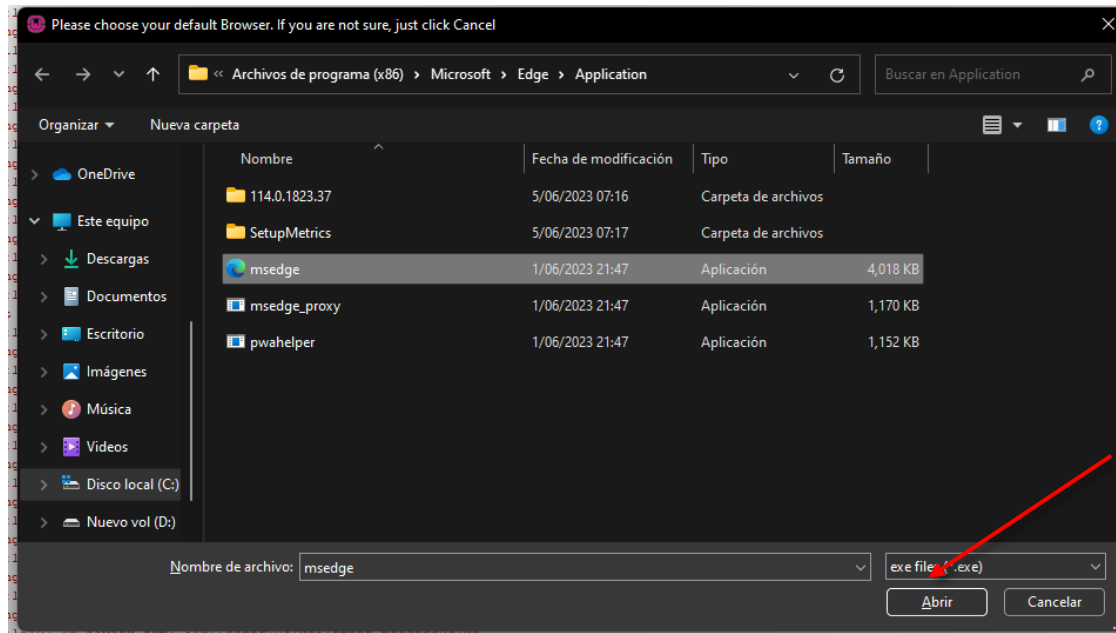 Please choose your default Browser. If you are not sure, just click Cancel
« Archivos de programa (x86) > Microsoft > Edge > Application
Buscar en Application
Organizar
Nueva carpeta
Nombre Fecha de modificación Tipo Tamaño
OneDrive
Este equipo
Descargas
Documentos
Escritorio
Imágenes
Música
Videos
Disco local (C:)
Nuevo vol (D:)
114.0.1823.37 5/06/2023 07:16 Carpeta de archivos
SetupMetrics 5/06/2023 07:17 Carpeta de archivos
msedge 1/06/2023 21:47 Aplicación 4,018 KB
msedge_proxy 1/06/2023 21:47 Aplicación 1,170 KB
pwahelper 1/06/2023 21:47 Aplicación 1,152 KB
Nombre de archivo: msedge
exe files (*.exe)
Abrir Cancelar